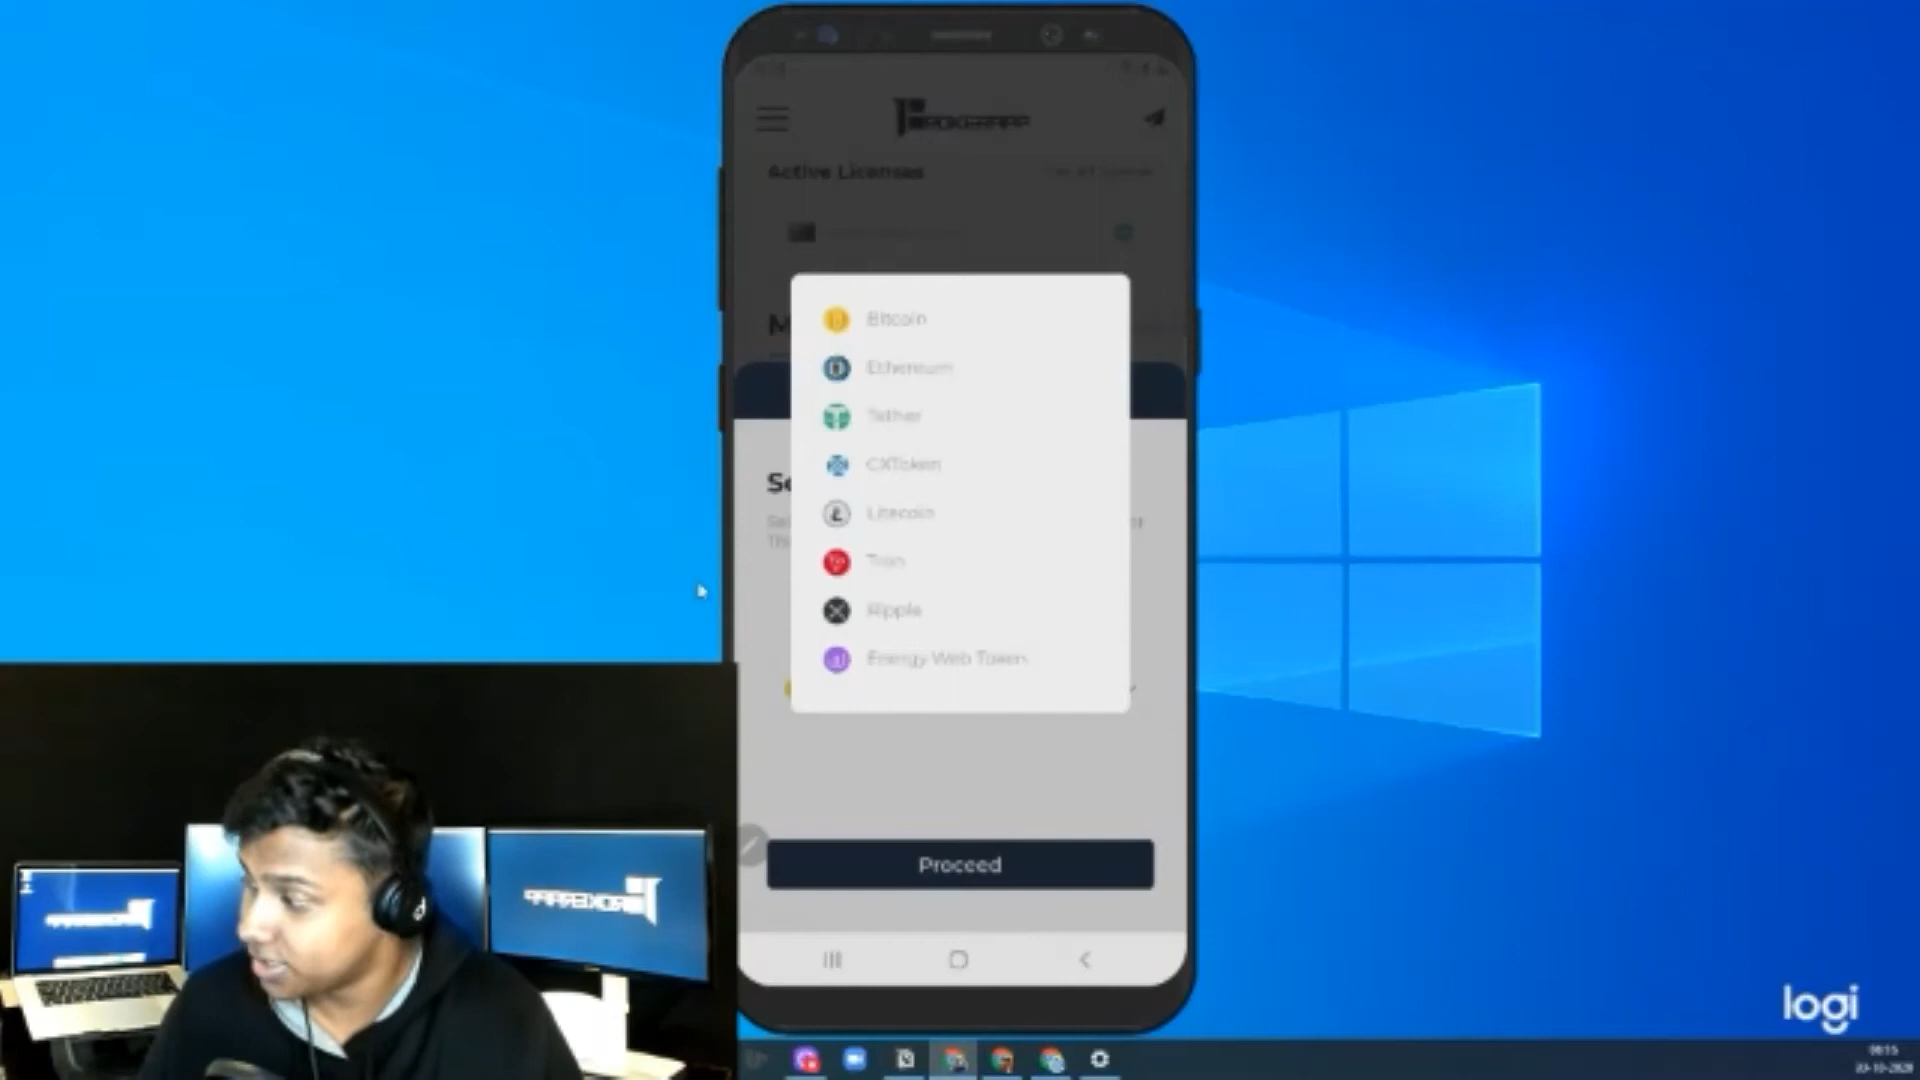 Active Licenses
Bitcoin
Ethereum
Tether
CXToken
Litecoin
Tron
Ripple
Energy Web Token
Proceed
logi